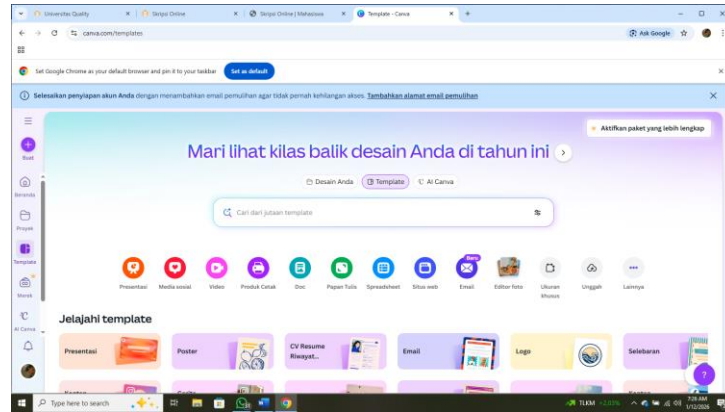 Universitas Quality
Skripsi Online
Skripsi Online | Mahasiswa
Template - Canva
canva.com/templates
Ask Google
Set Google Chrome as your default browser and pin it to your taskbar
Set as default
Selesaikan penyiapan akun Anda dengan menambahkan email pemulihan agar tidak pernah kehilangan akses. Tambahkan alamat email pemulihan
Aktifkan paket yang lebih lengkap
Buat
Beranda
Proyek
Template
Merek
AI Canva
Mari lihat kilas balik desain Anda di tahun ini
Desain Anda
Template
AI Canva
Cari dari jutaan template
Baru
Presentasi
Media sosial
Video
Produk Cetak
Doc
Papan Tulis
Spreadsheet
Situs web
Email
Editor foto
Ukuran
khusus
Unggah
Lainnya
Jelajahi template
Presentasi
Poster
CV Resume
Riwayat...
Email
Logo
Selebaran
?
Type here to search
TLKM +2,03%
7:28 AM
1/12/2026